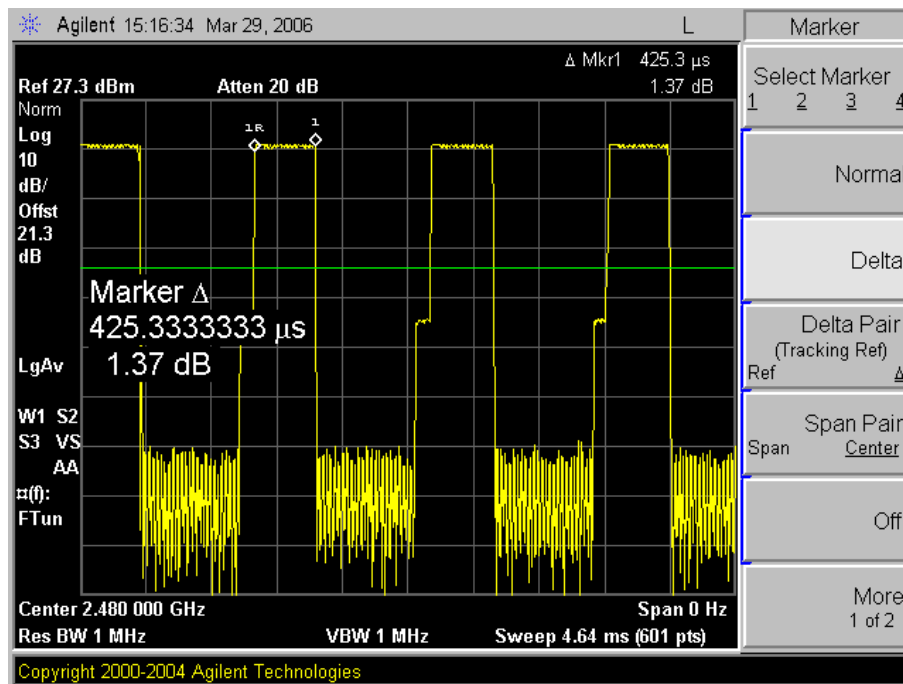 Agilent 15:16:34 Mar 29, 2006 L
Marker
Δ Mkr1 425.3 μs
Ref 27.3 dBm Atten 20 dB 1.37 dB
Norm
Log
10
dB/
Offst
21.3
dB
1R 1
Marker Δ
425.3333333 μs
1.37 dB
LgAv
W1 S2
S3 VS
AA
¤(f):
FTun
Center 2.480 000 GHz Span 0 Hz
Res BW 1 MHz VBW 1 MHz Sweep 4.64 ms (601 pts)
Copyright 2000-2004 Agilent Technologies
Select Marker
1 2 3 4
Normal
Delta
Delta Pair
(Tracking Ref)
Ref Δ
Span Pair
Span Center
Off
More
1 of 2